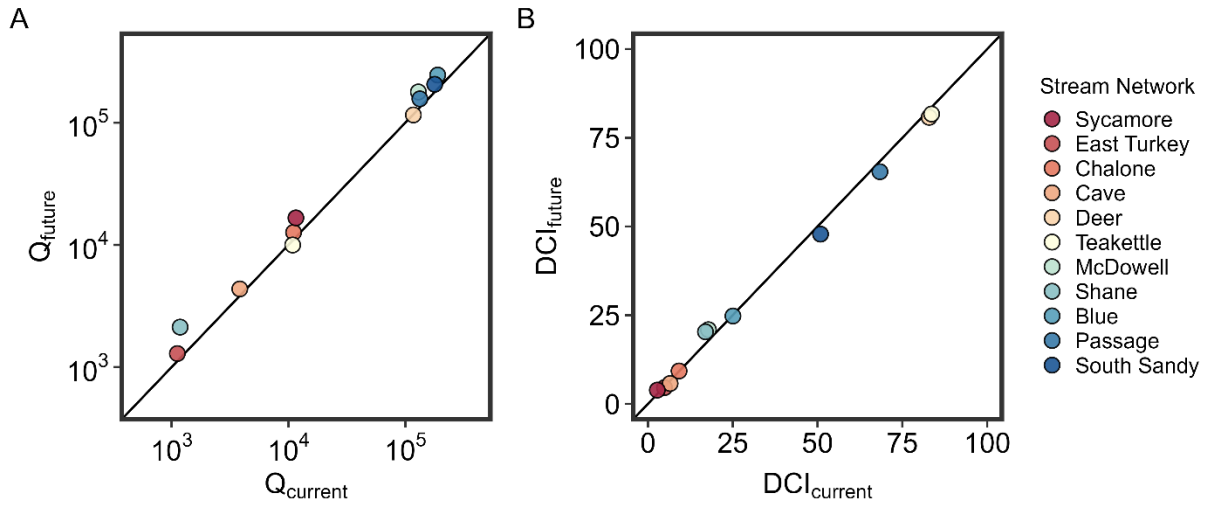 A
Q_future
10^5
10^4
10^3
10^3 10^4 10^5
Q_current
B
DCI_future
100
75
50
25
0
0 25 50 75 100
DCI_current
Stream Network
Sycamore
East Turkey
Chalone
Cave
Deer
Teakettle
McDowell
Shane
Blue
Passage
South Sandy